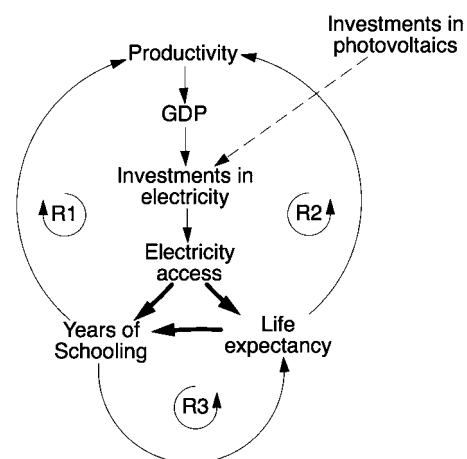 Investments in
photovoltaics
Productivity
GDP
Investments in
electricity
R1
R2
Electricity
access
Years of
Schooling
Life
expectancy
R3